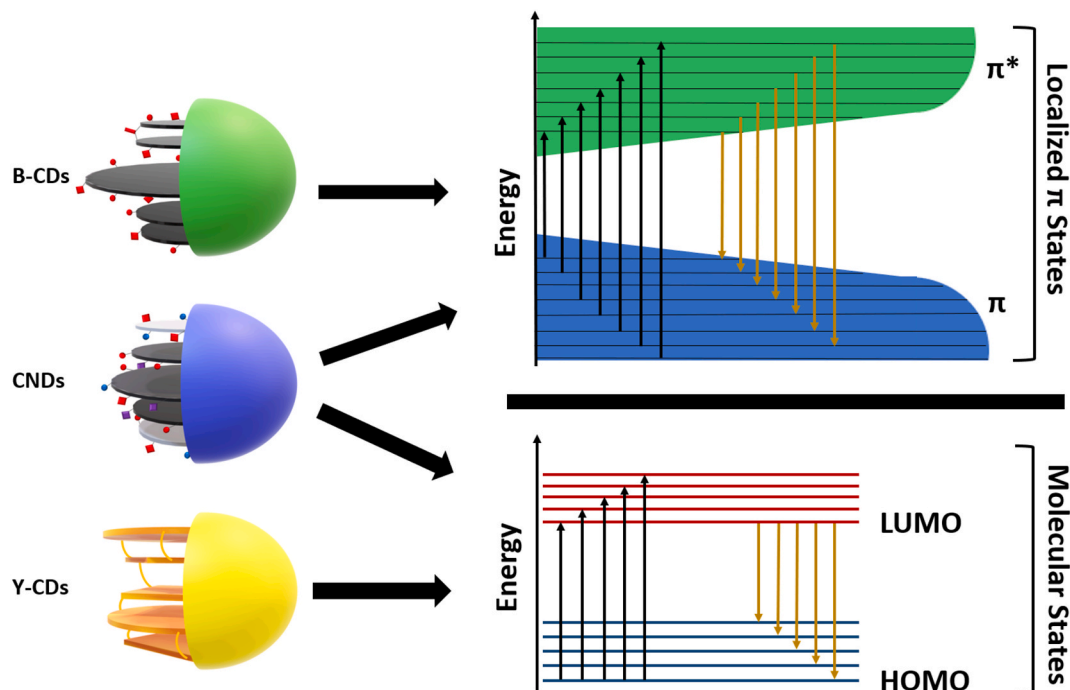 B-CDs
CNDs
Y-CDs
Energy
π*
π
Localized π States
Energy
LUMO
HOMO
Molecular States